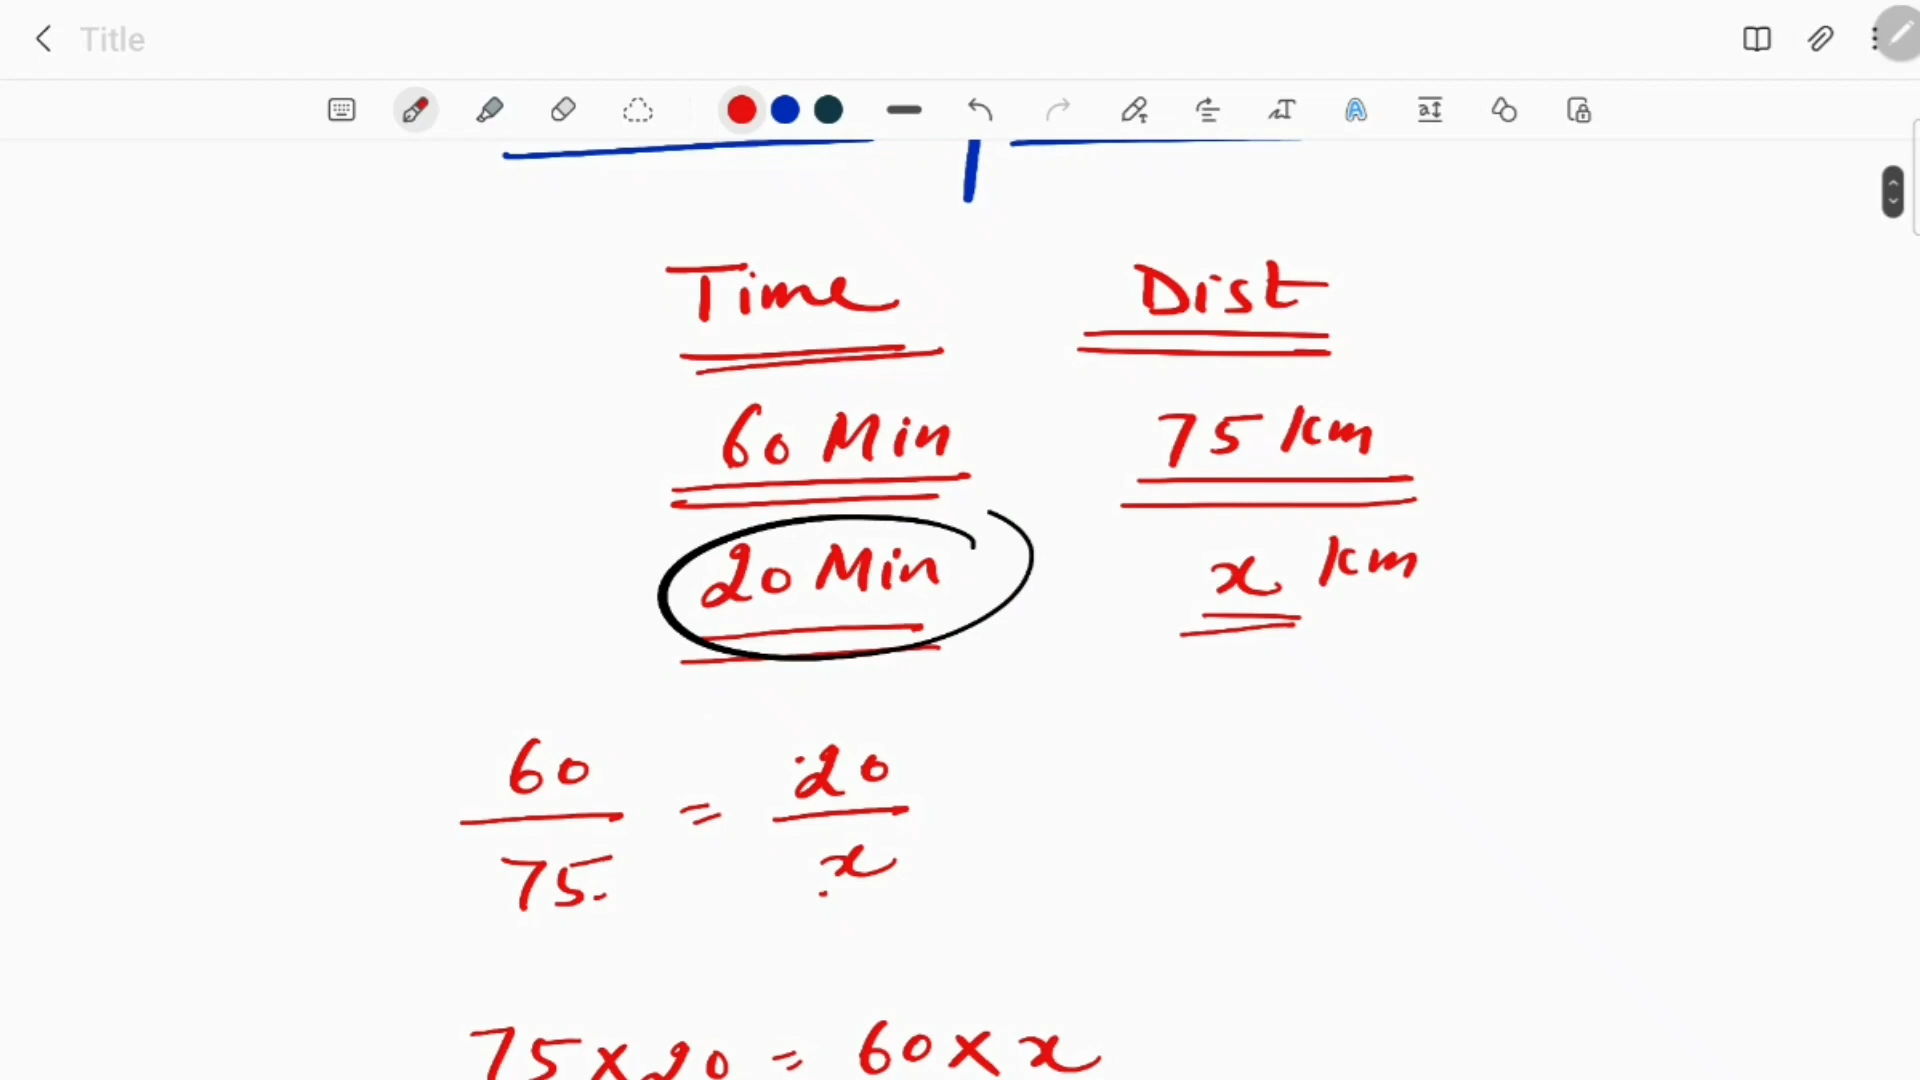 Title
Time Dist
60 Min 75 km
20 Min x km
60/75 = 20/x
75 × 20 = 60 × x